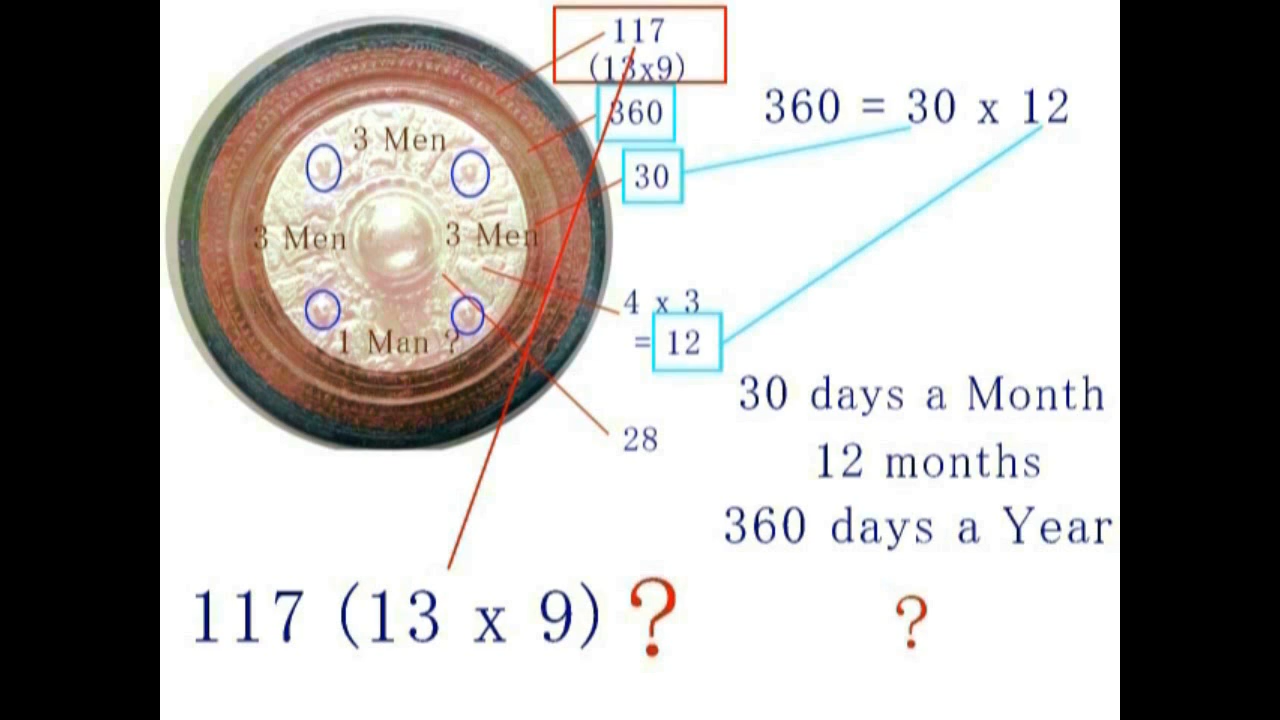 117
(13x9)
360
30
360 = 30 x 12
3 Men
3 Men
3 Men
1 Man ?
4 x 3
= 12
28
30 days a Month
12 months
360 days a Year
?
117 (13 x 9) ?